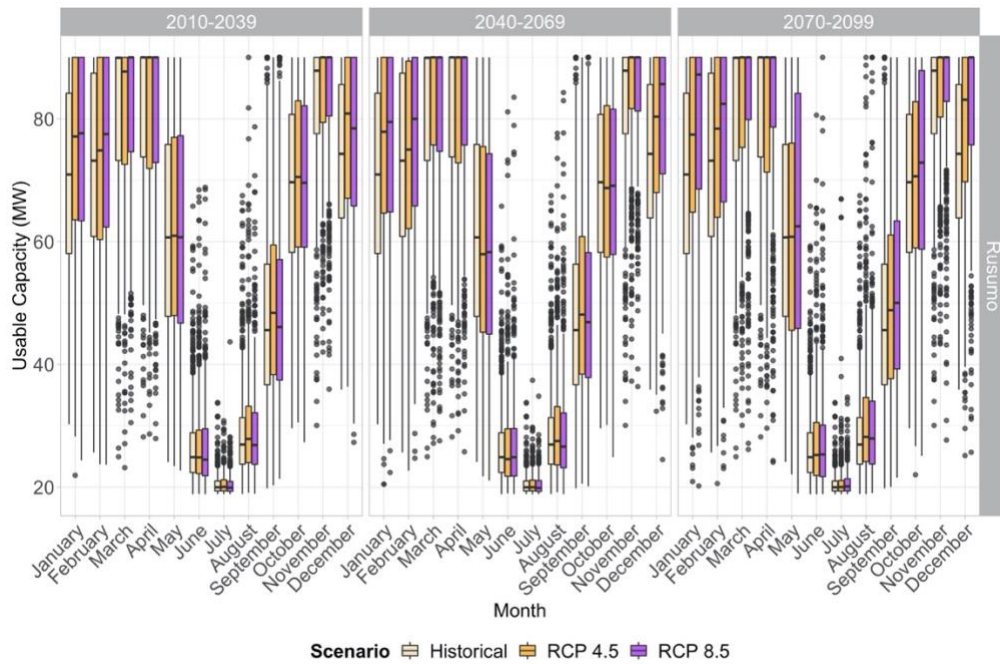 2010-2039 2040-2069 2070-2099
80
60
40
20
Usable Capacity (MW)
Rusumo
January February March April May June July August September October November December January February March April May June July August September October November December January February March April May June July August September October November December
Month
Scenario Historical RCP 4.5 RCP 8.5